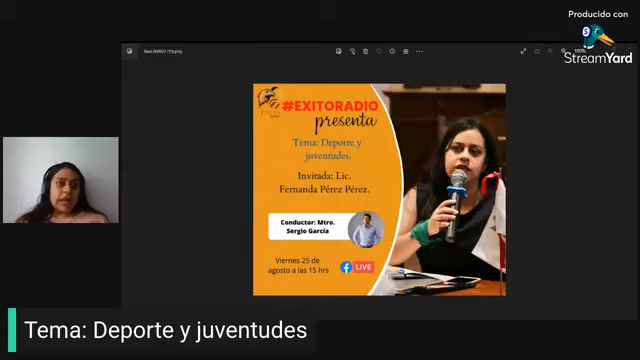 Producido con
StreamYard
100%
#EXITORADIO
presenta
Tema: Deporte y
juventudes.
Invitada: Lic.
Fernanda Pérez Pérez.
Conductor: Mtro.
Sergio García
Viernes 25 de
agosto a las 15 hrs
LIVE
Tema: Deporte y juventudes